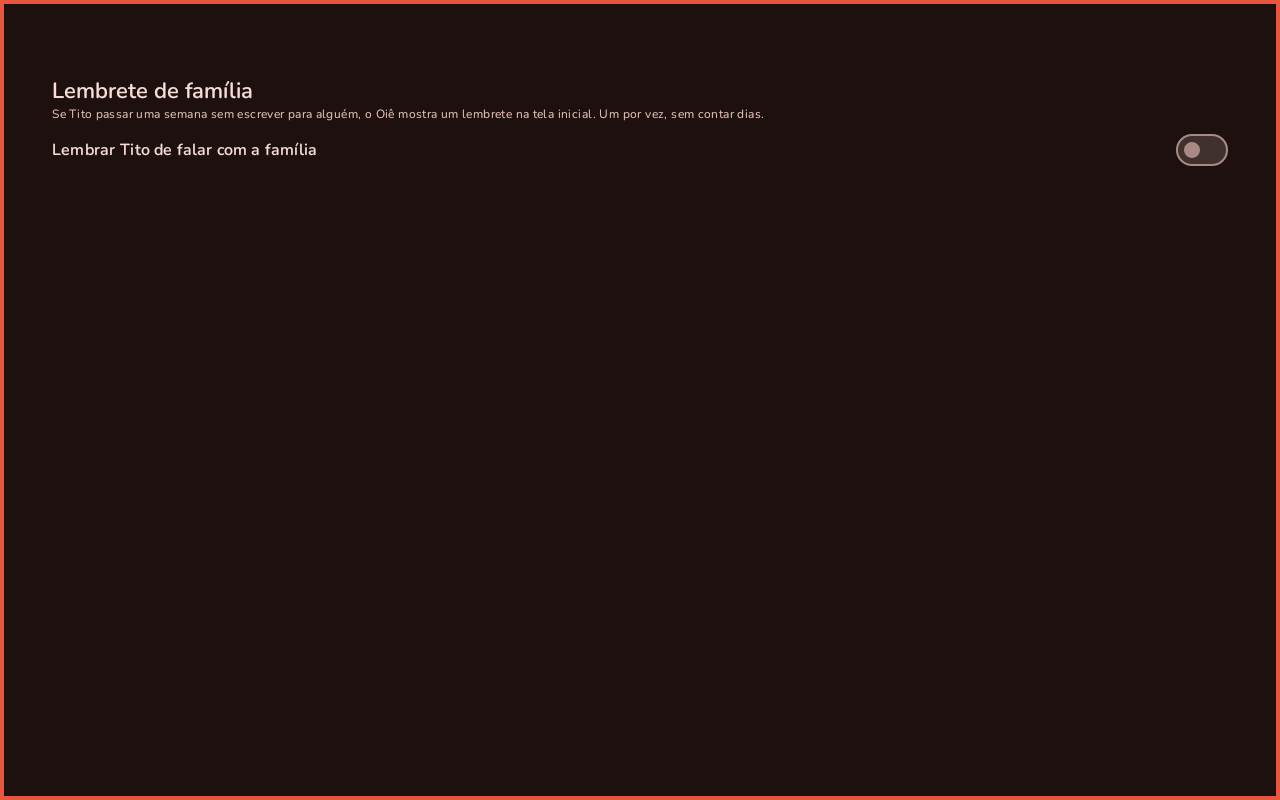 Lembrete de família
Se Tito passar uma semana sem escrever para alguém, o Oiê mostra um lembrete na tela inicial. Um por vez, sem contar dias.
Lembrar Tito de falar com a família